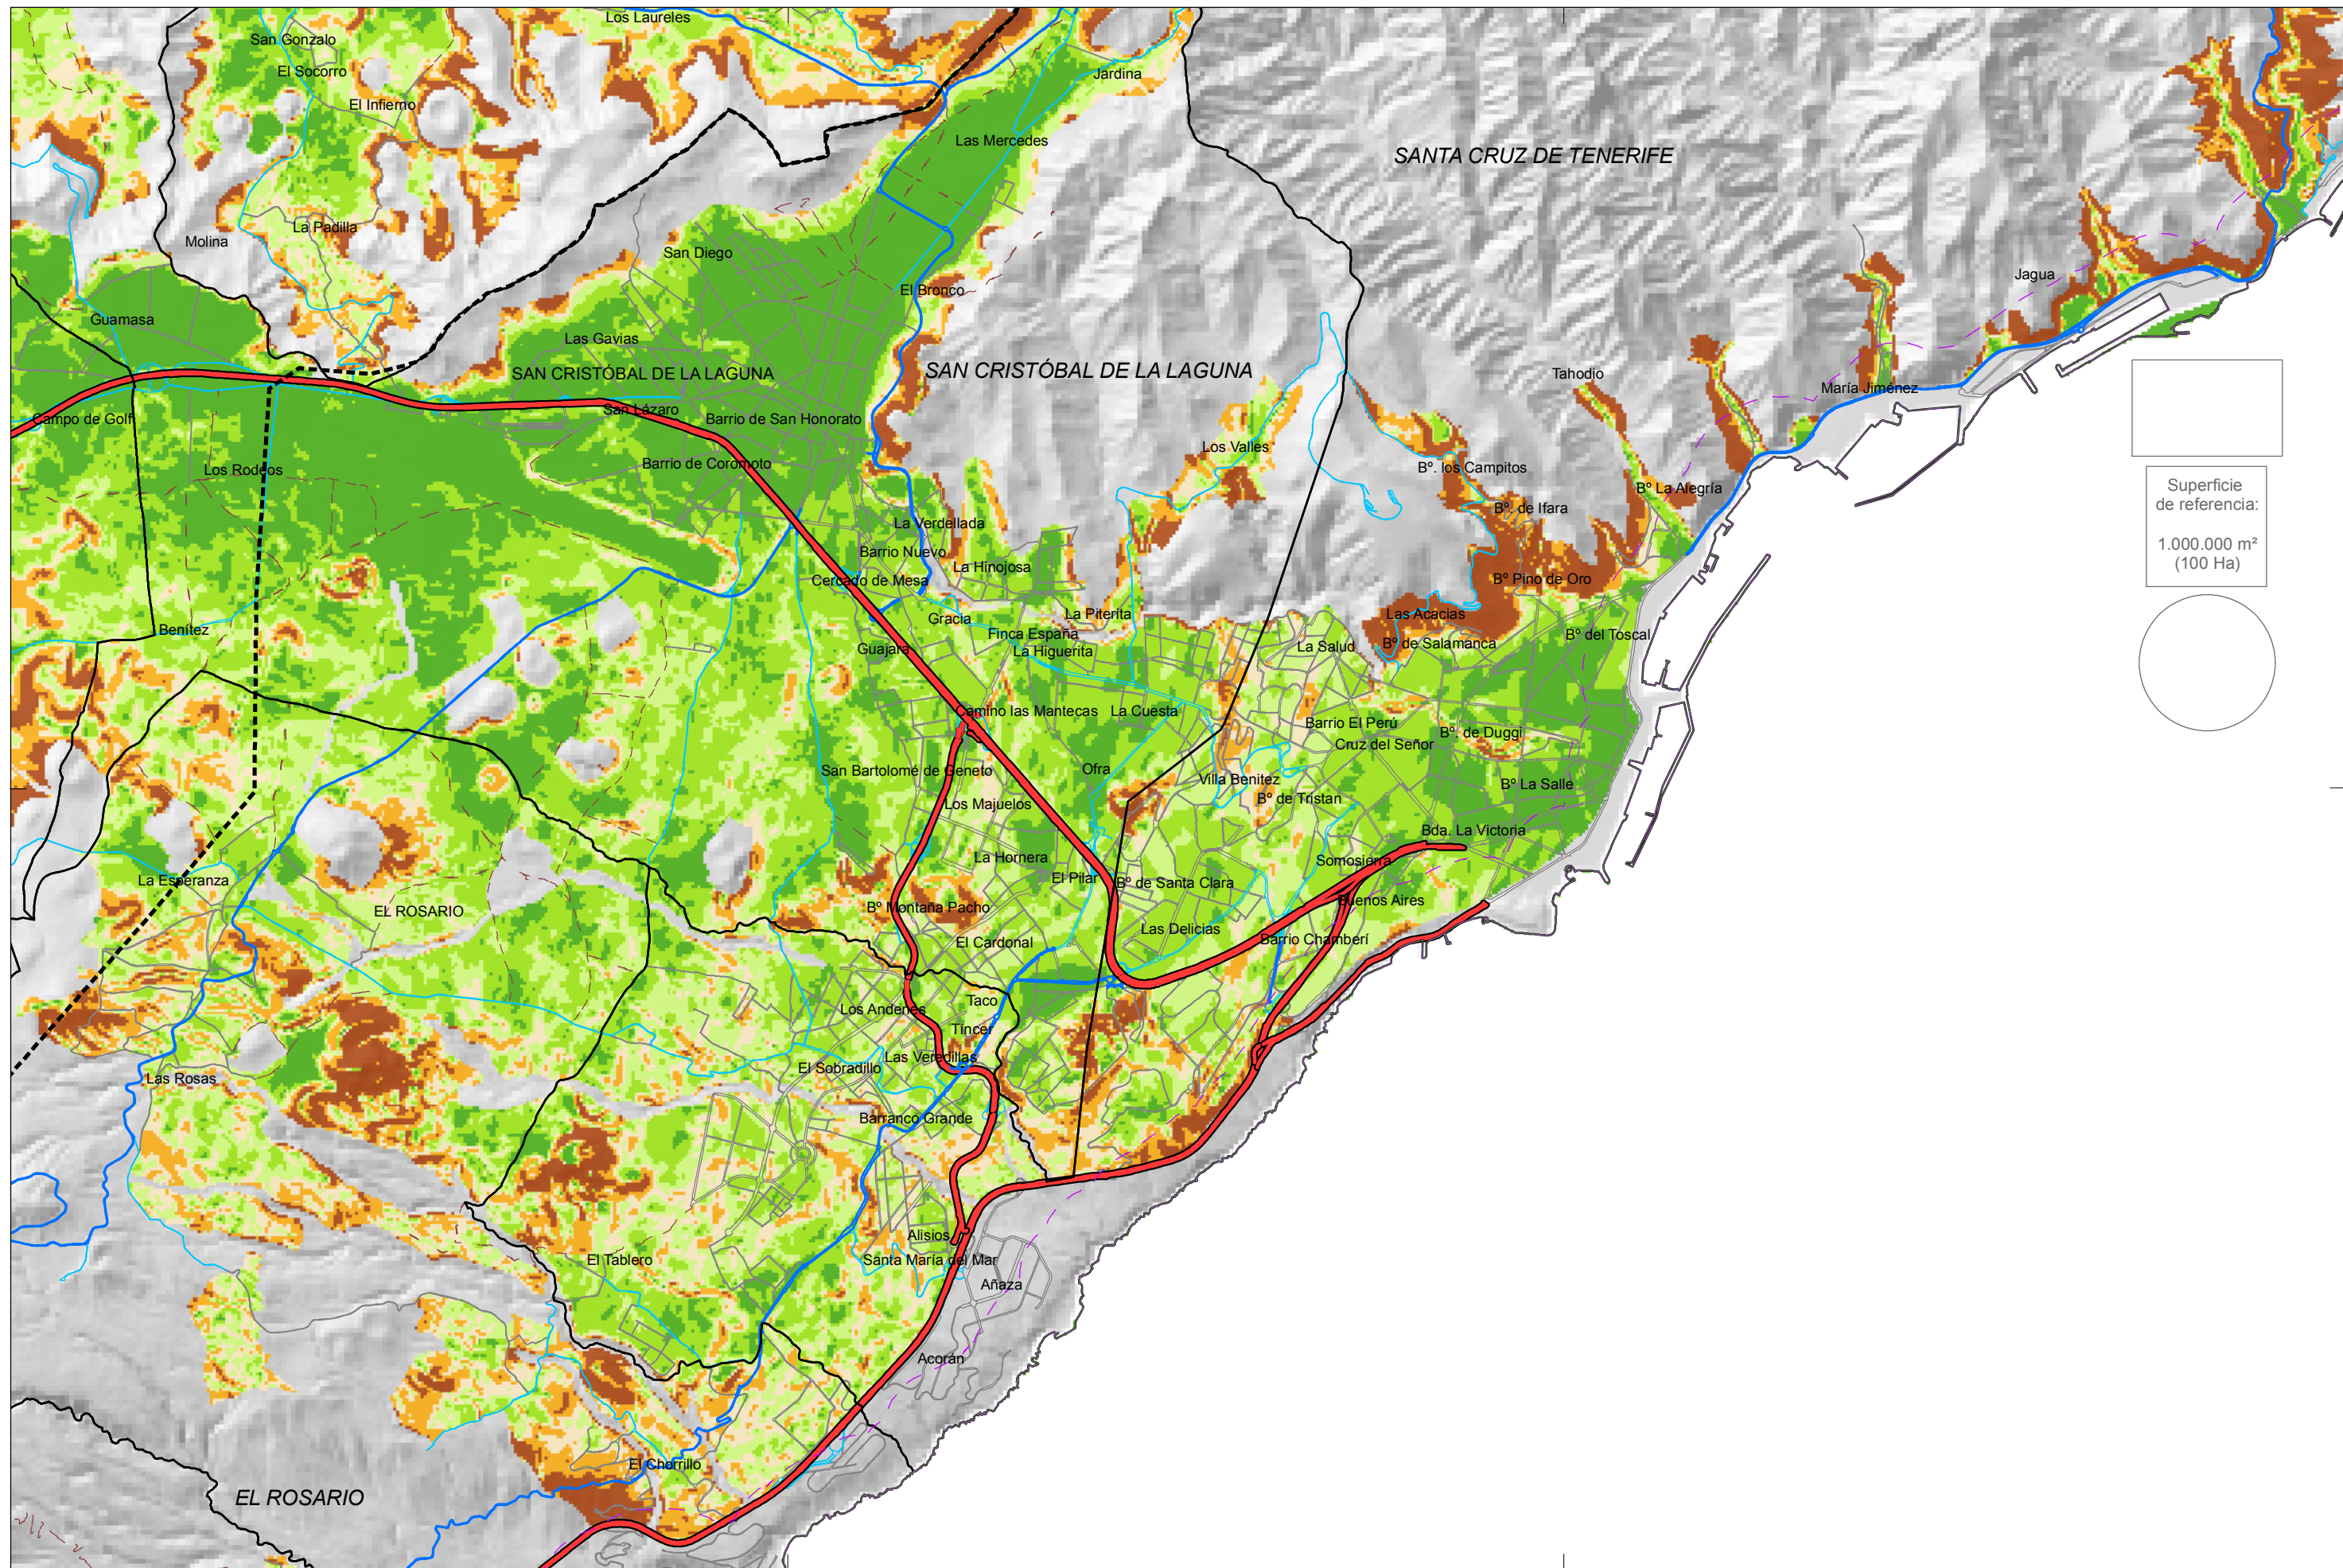 Los Laureles
San Gonzalo
El Socorro
Jardina
El Infierno
Las Mercedes
SANTA CRUZ DE TENERIFE
La Padilla
Molina
San Diego
Jagua
El Bronco
Guamasa
Las Gavias
SAN CRISTÓBAL DE LA LAGUNA
SAN CRISTÓBAL DE LA LAGUNA
Tahodio
María Jiménez
San Lázaro
Campo de Golf
Barrio de San Honorato
Los Valles
Los Rodeos
Barrio de Coromoto
Bº. los Campitos
Bº La Alegría
Superficie
de referencia:
1.000.000 m²
(100 Ha)
Bº. de Ifara
La Verdellada
Barrio Nuevo
La Hinojosa
Cercado de Mesa
Bº Pino de Oro
La Piterita
Las Acacias
Gracia
Benítez
Finca España
Bº del Toscal
Guajara
La Higuerita
La Salud
Bº de Salamanca
Camino las Mantecas
La Cuesta
Barrio El Perú
Bº. de Duggi
Cruz del Señor
San Bartolomé de Geneto
Ofra
Villa Benitez
Bº La Salle
Los Majuelos
Bº de Tristan
Bda. La Victoria
La Hornera
Somosierra
La Esperanza
El Pilar
Bº de Santa Clara
EL ROSARIO
Bº Montaña Pacho
Buenos Aires
Las Delicias
El Cardonal
Barrio Chamberí
Taco
Los Andenes
Tíncer
Las Veredillas
El Sobradillo
Las Rosas
Barranco Grande
Alisios
El Tablero
Santa María del Mar
Añaza
Acorán
El Chorrillo
EL ROSARIO